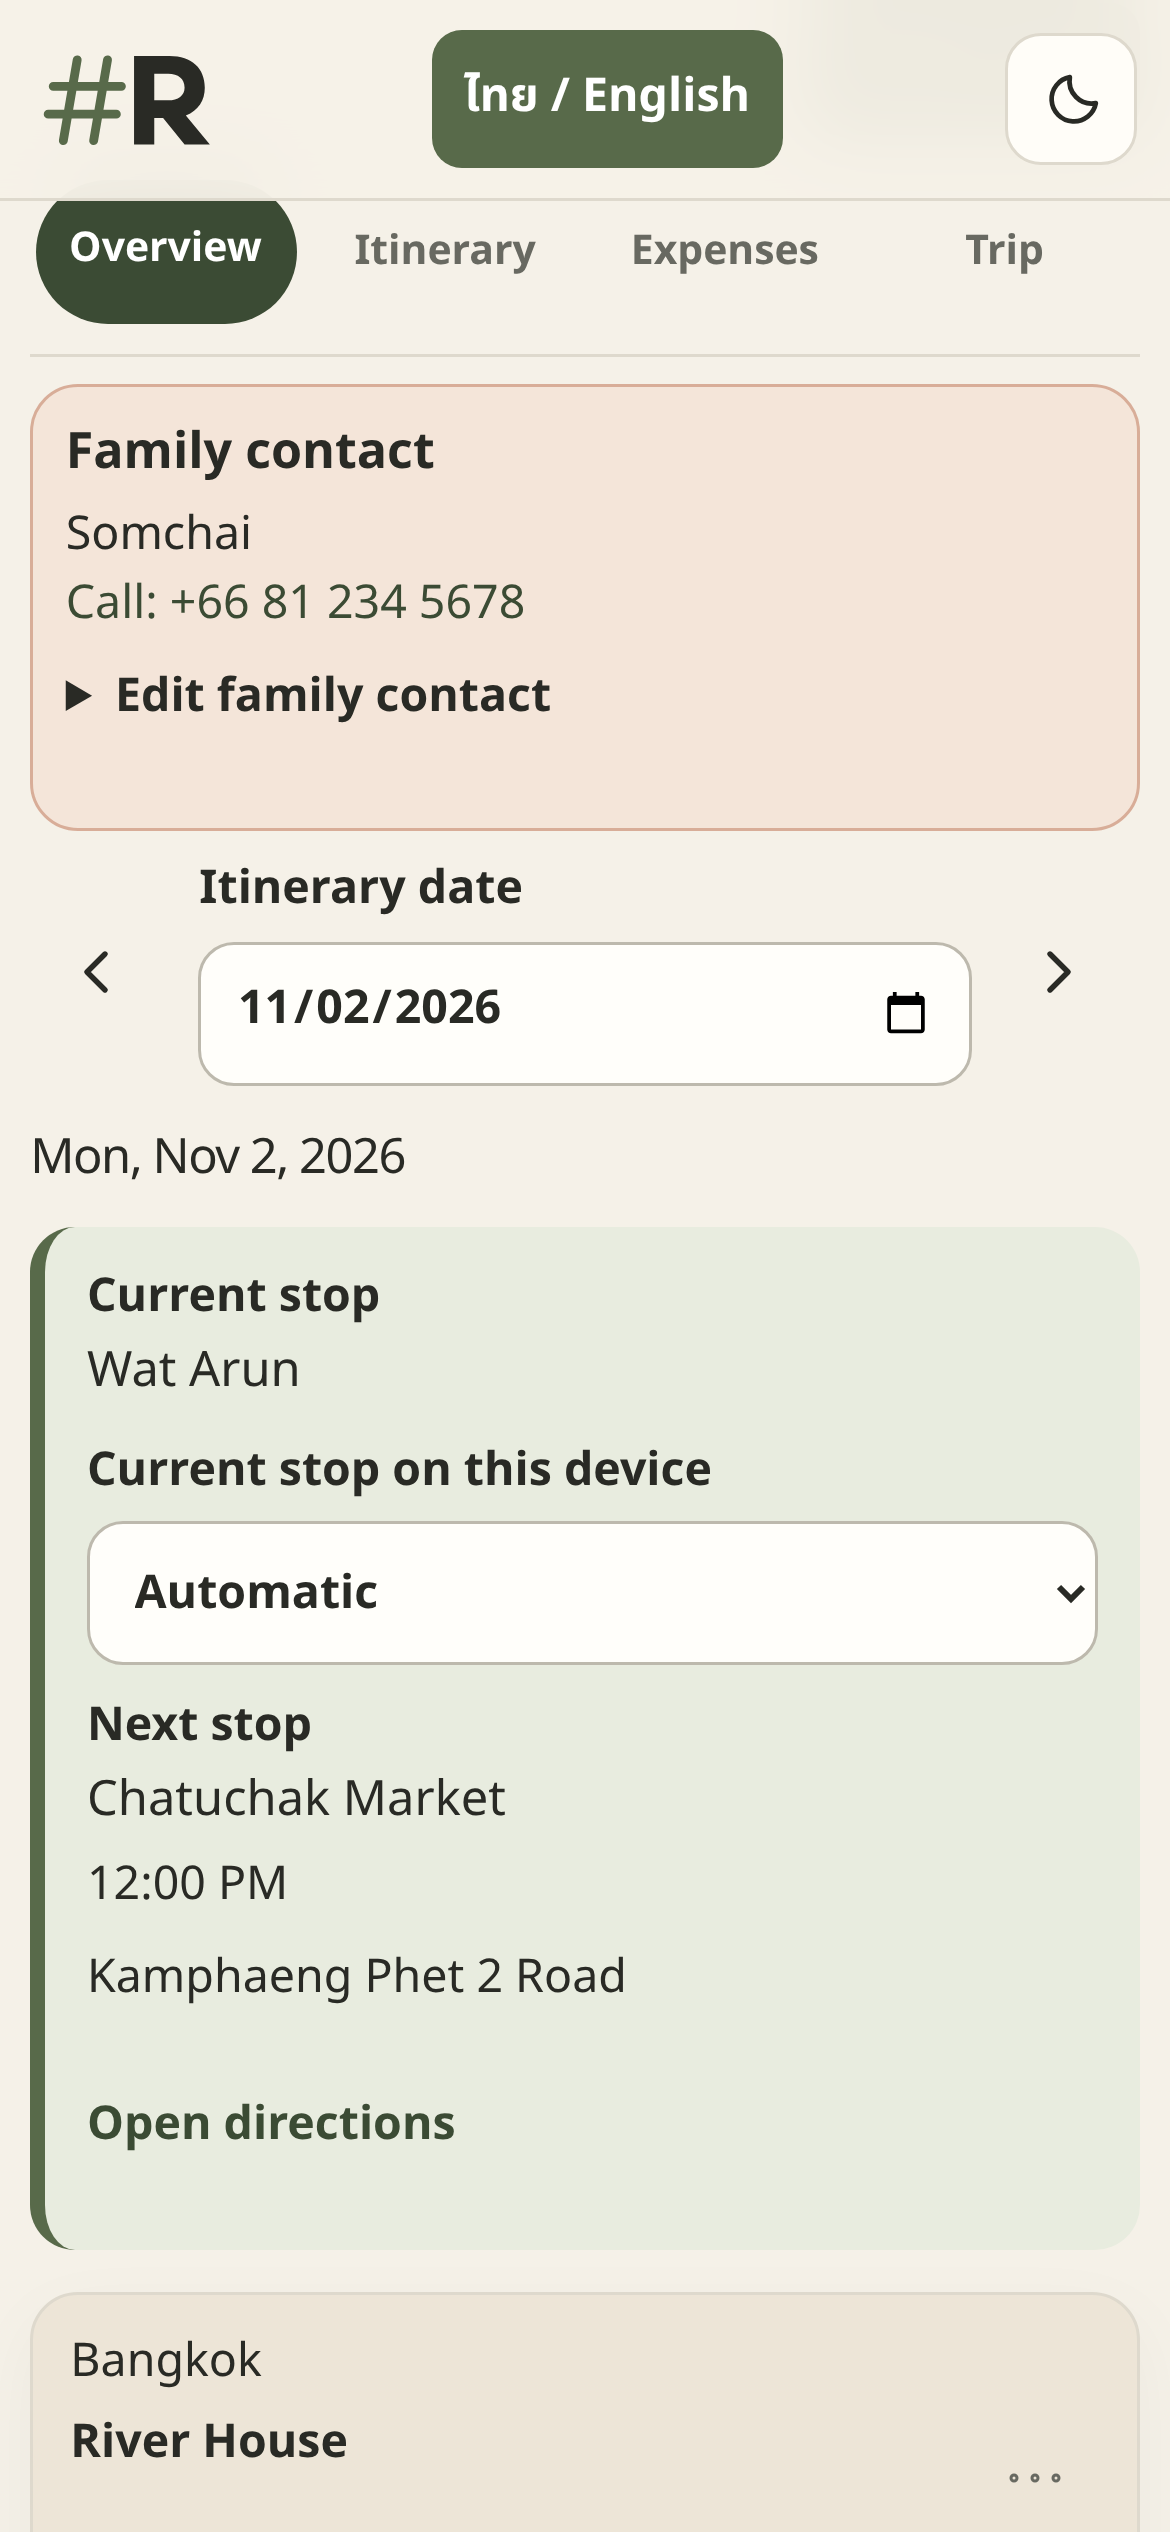 #R
ไทย / English
Overview
Itinerary
Expenses
Trip
Family contact
Somchai
Call: +66 81 234 5678
Edit family contact
Itinerary date
11/02/2026
Mon, Nov 2, 2026
Current stop
Wat Arun
Current stop on this device
Automatic
Next stop
Chatuchak Market
12:00 PM
Kamphaeng Phet 2 Road
Open directions
Bangkok
River House